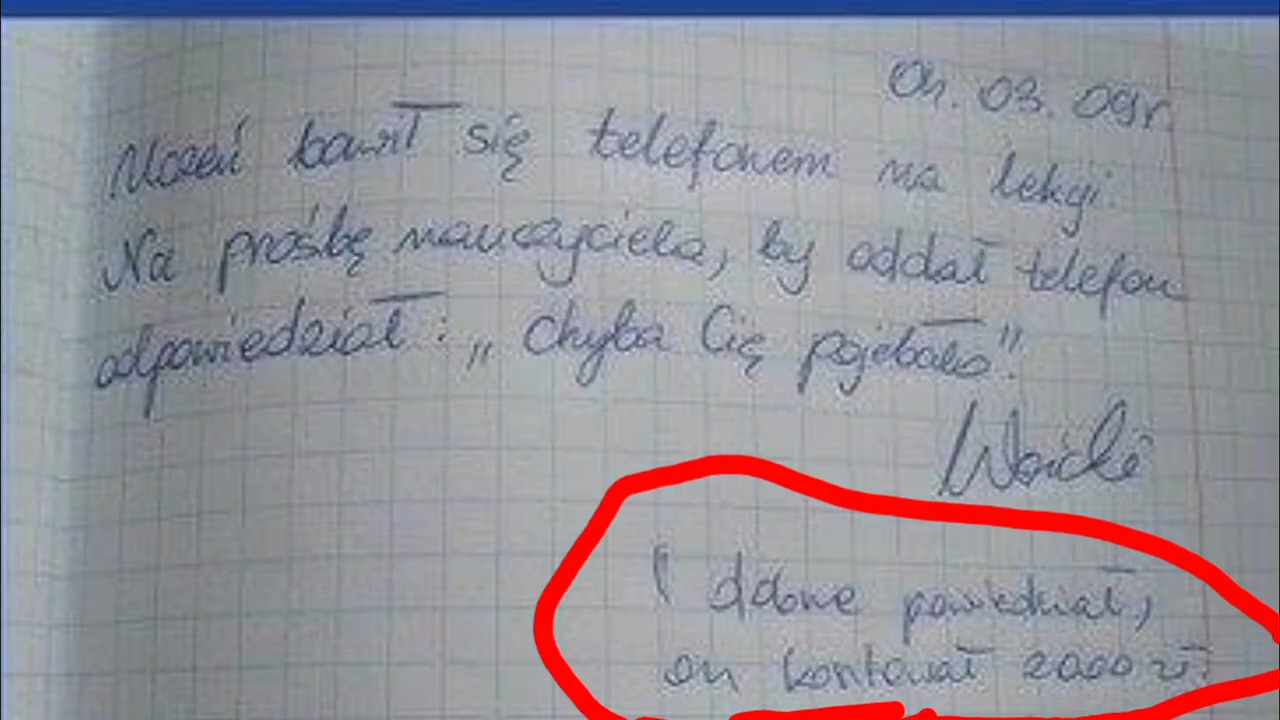 04.03.09r.
Uczeń bawił się telefonem na lekcji.
Na prośbę nauczyciela, by oddał telefon
odpowiedział: „Chyba Cię pojebało".
I dobże powiedział,
on kosztował 2000 zł.